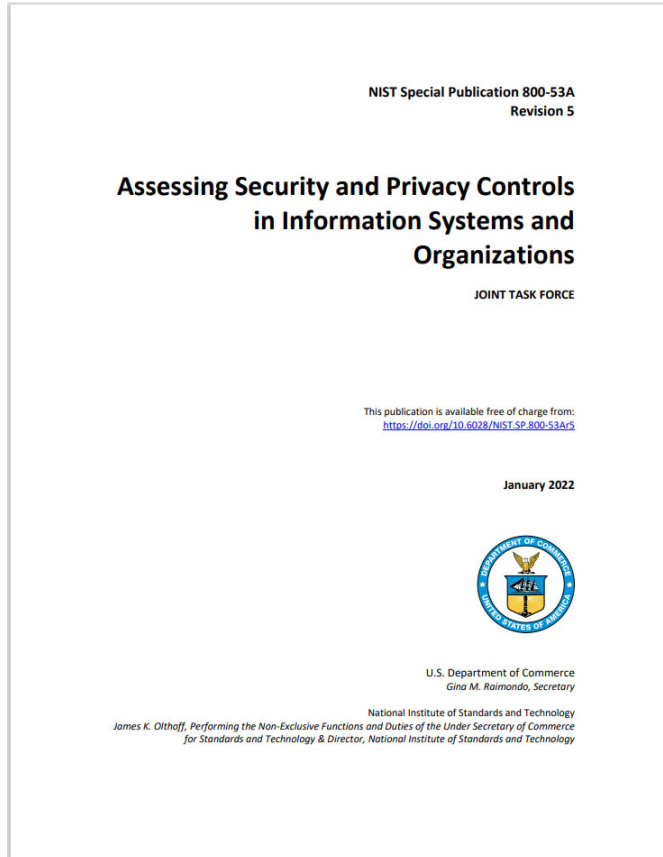 NIST Special Publication 800-53A
Revision 5
Assessing Security and Privacy Controls
in Information Systems and
Organizations
JOINT TASK FORCE
This publication is available free of charge from:
https://doi.org/10.6028/NIST.SP.800-53Ar5
January 2022
DEPARTMENT OF COMMERCE
UNITED STATES OF AMERICA
U.S. Department of Commerce
Gina M. Raimondo, Secretary
National Institute of Standards and Technology
James K. Olthoff, Performing the Non-Exclusive Functions and Duties of the Under Secretary of Commerce
for Standards and Technology & Director, National Institute of Standards and Technology